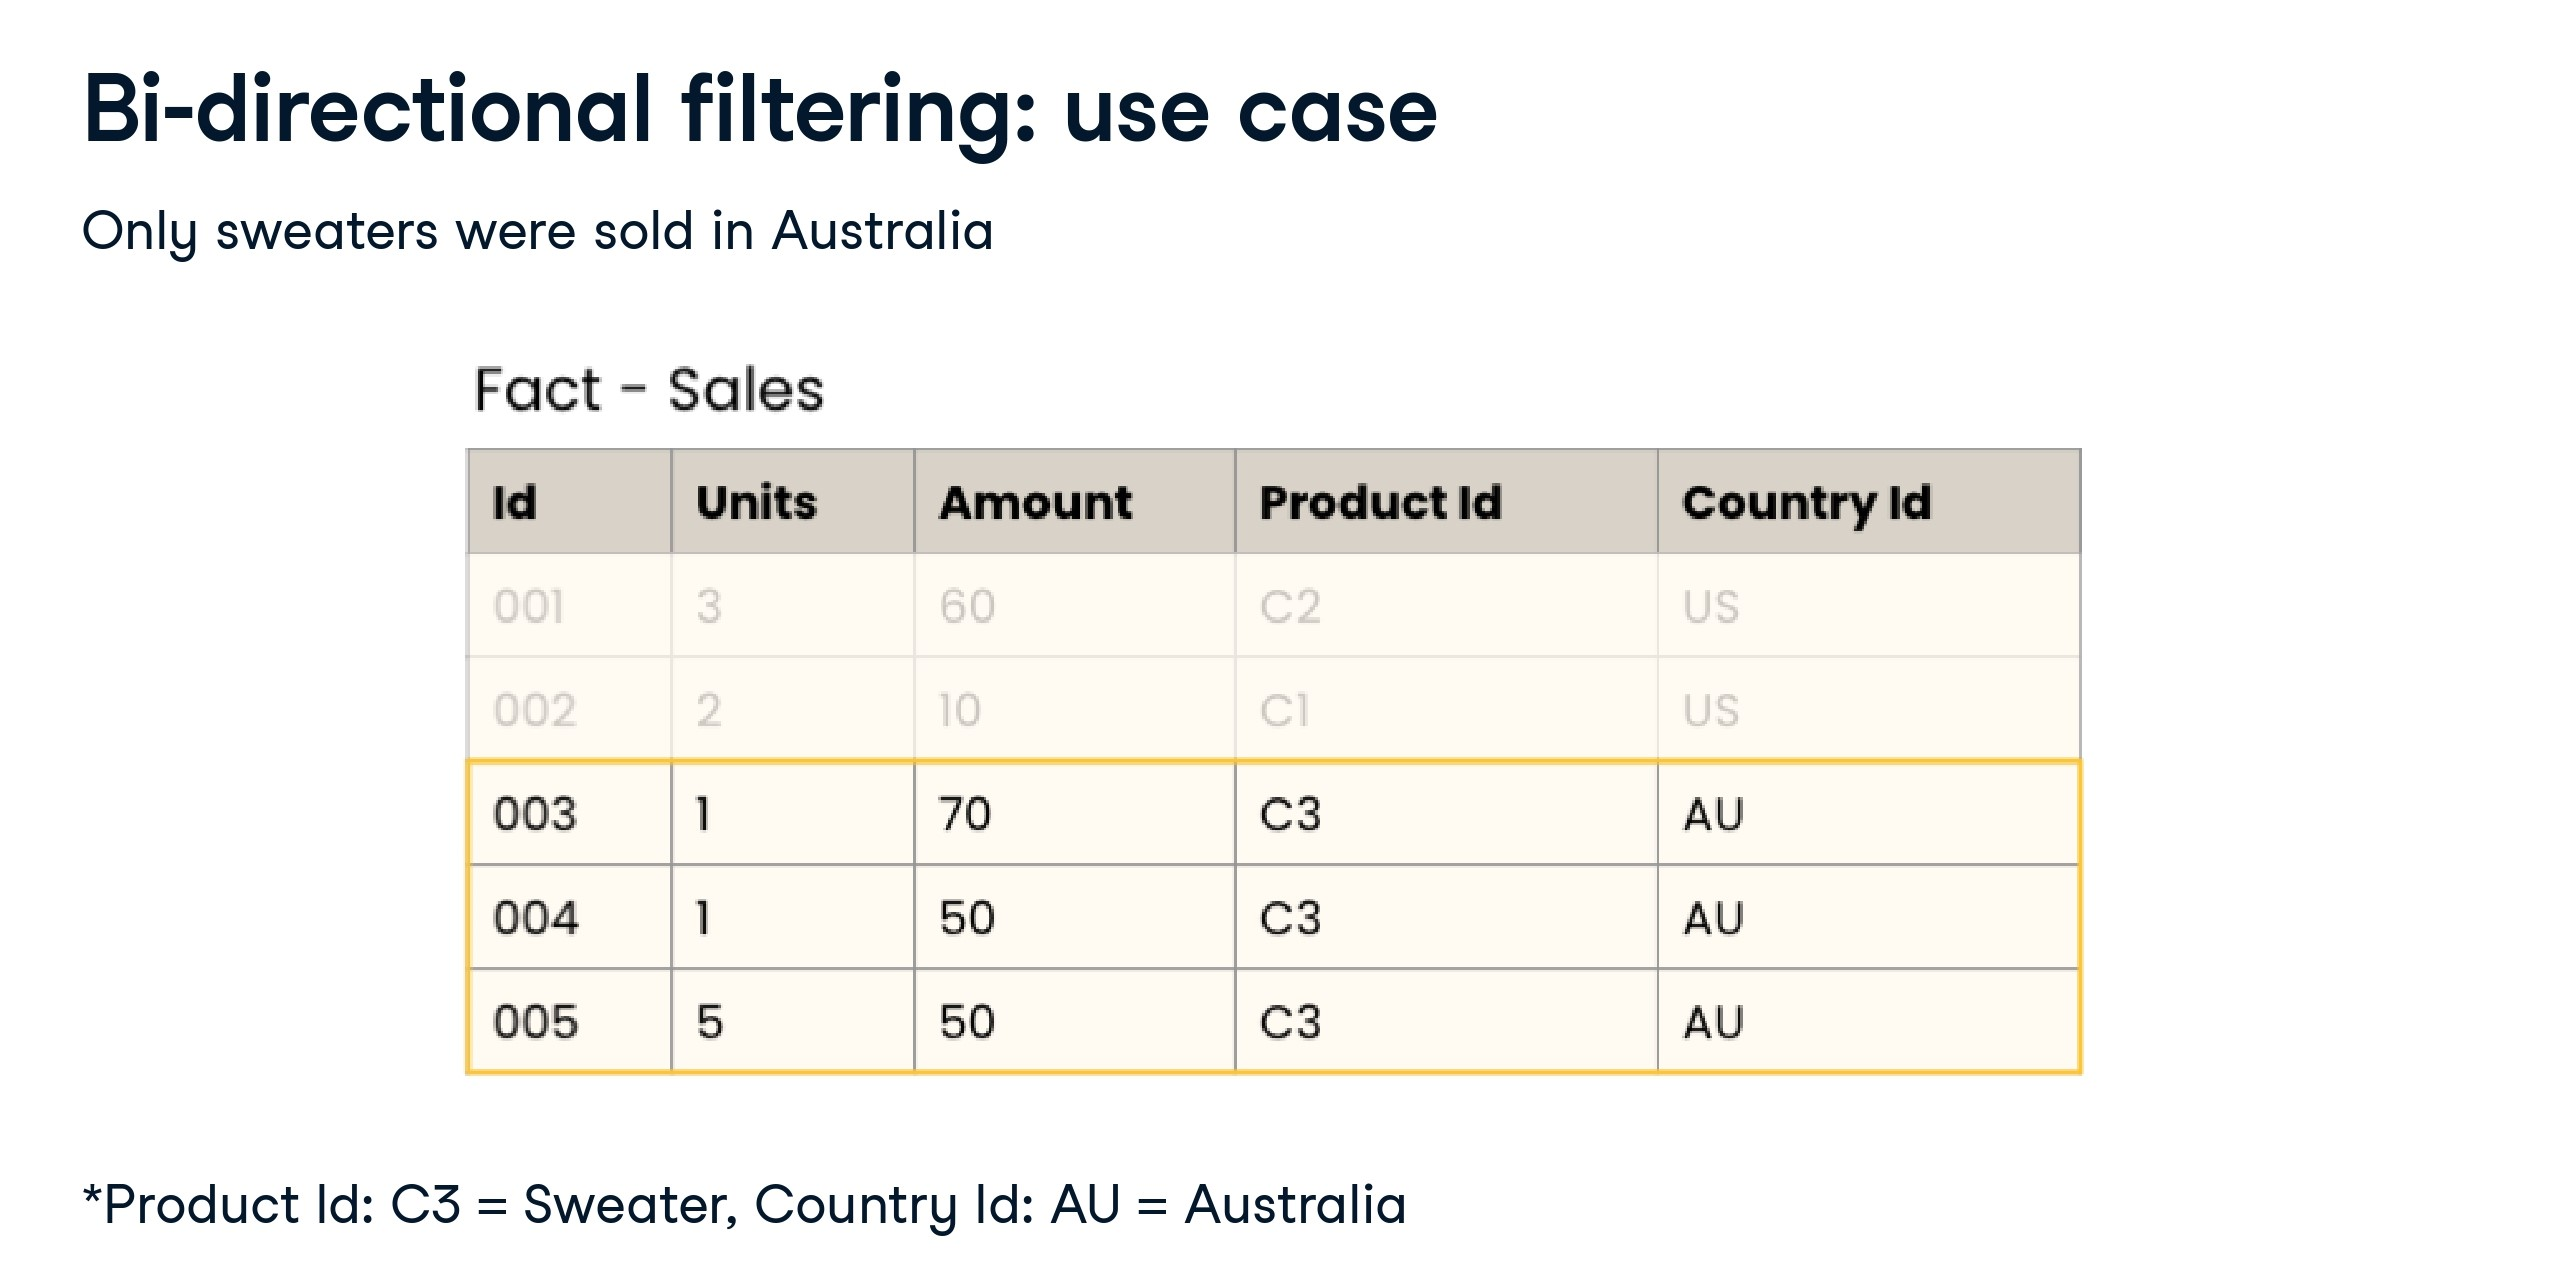 Bi-directional filtering: use case
Only sweaters were sold in Australia
Fact - Sales
Id Units Amount Product Id Country Id
001 3 60 C2 US
002 2 10 C1 US
003 1 70 C3 AU
004 1 50 C3 AU
005 5 50 C3 AU
*Product Id: C3 = Sweater, Country Id: AU = Australia